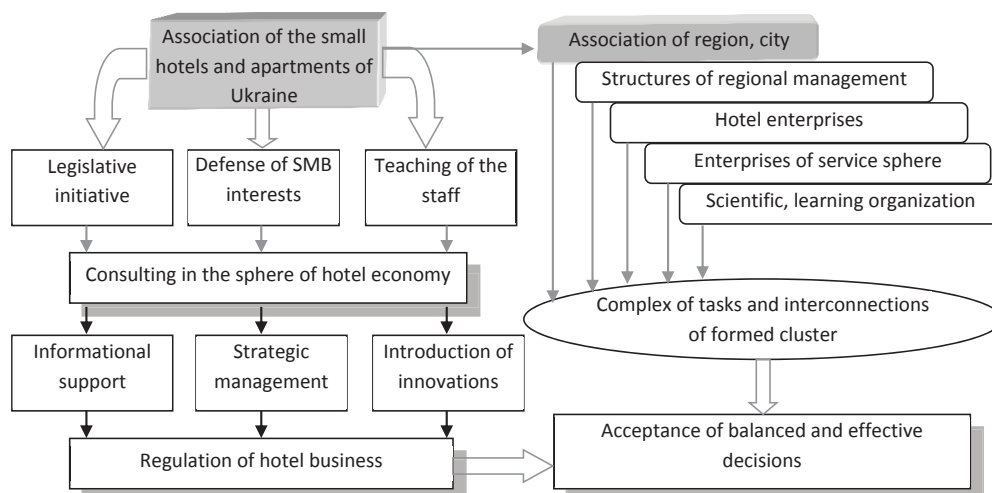 Association of the small
hotels and apartments of
Ukraine
Association of region, city
Structures of regional management
Hotel enterprises
Enterprises of service sphere
Scientific, learning organization
Legislative
initiative
Defense of SMB
interests
Teaching of the
staff
Consulting in the sphere of hotel economy
Complex of tasks and interconnections
of formed cluster
Informational
support
Strategic
management
Introduction of
innovations
Regulation of hotel business
Acceptance of balanced and effective
decisions